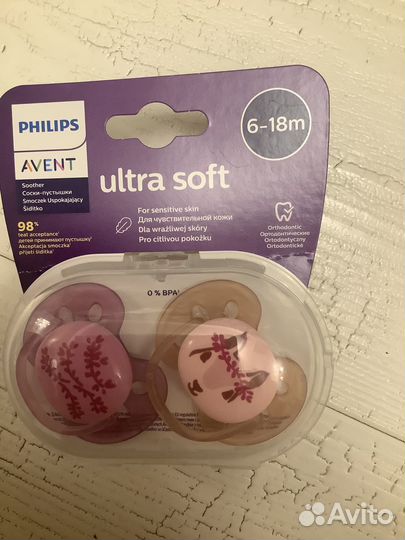 PHILIPS
AVENT
Soother
Соски-пустышки
Smoczek Uspokajający
Šidítko
98%
teat acceptance*
детей принимают пустышку*
Akceptacja smoczka*
přijetí šidítka*
ultra soft
6-18m
For sensitive skin
Для чувствительной кожи
Dla wrażliwej skóry
Pro citlivou pokožku
Orthodontic
Ортодонтические
Ortodontyczny
Ortodontické
0 % BPA
Avito